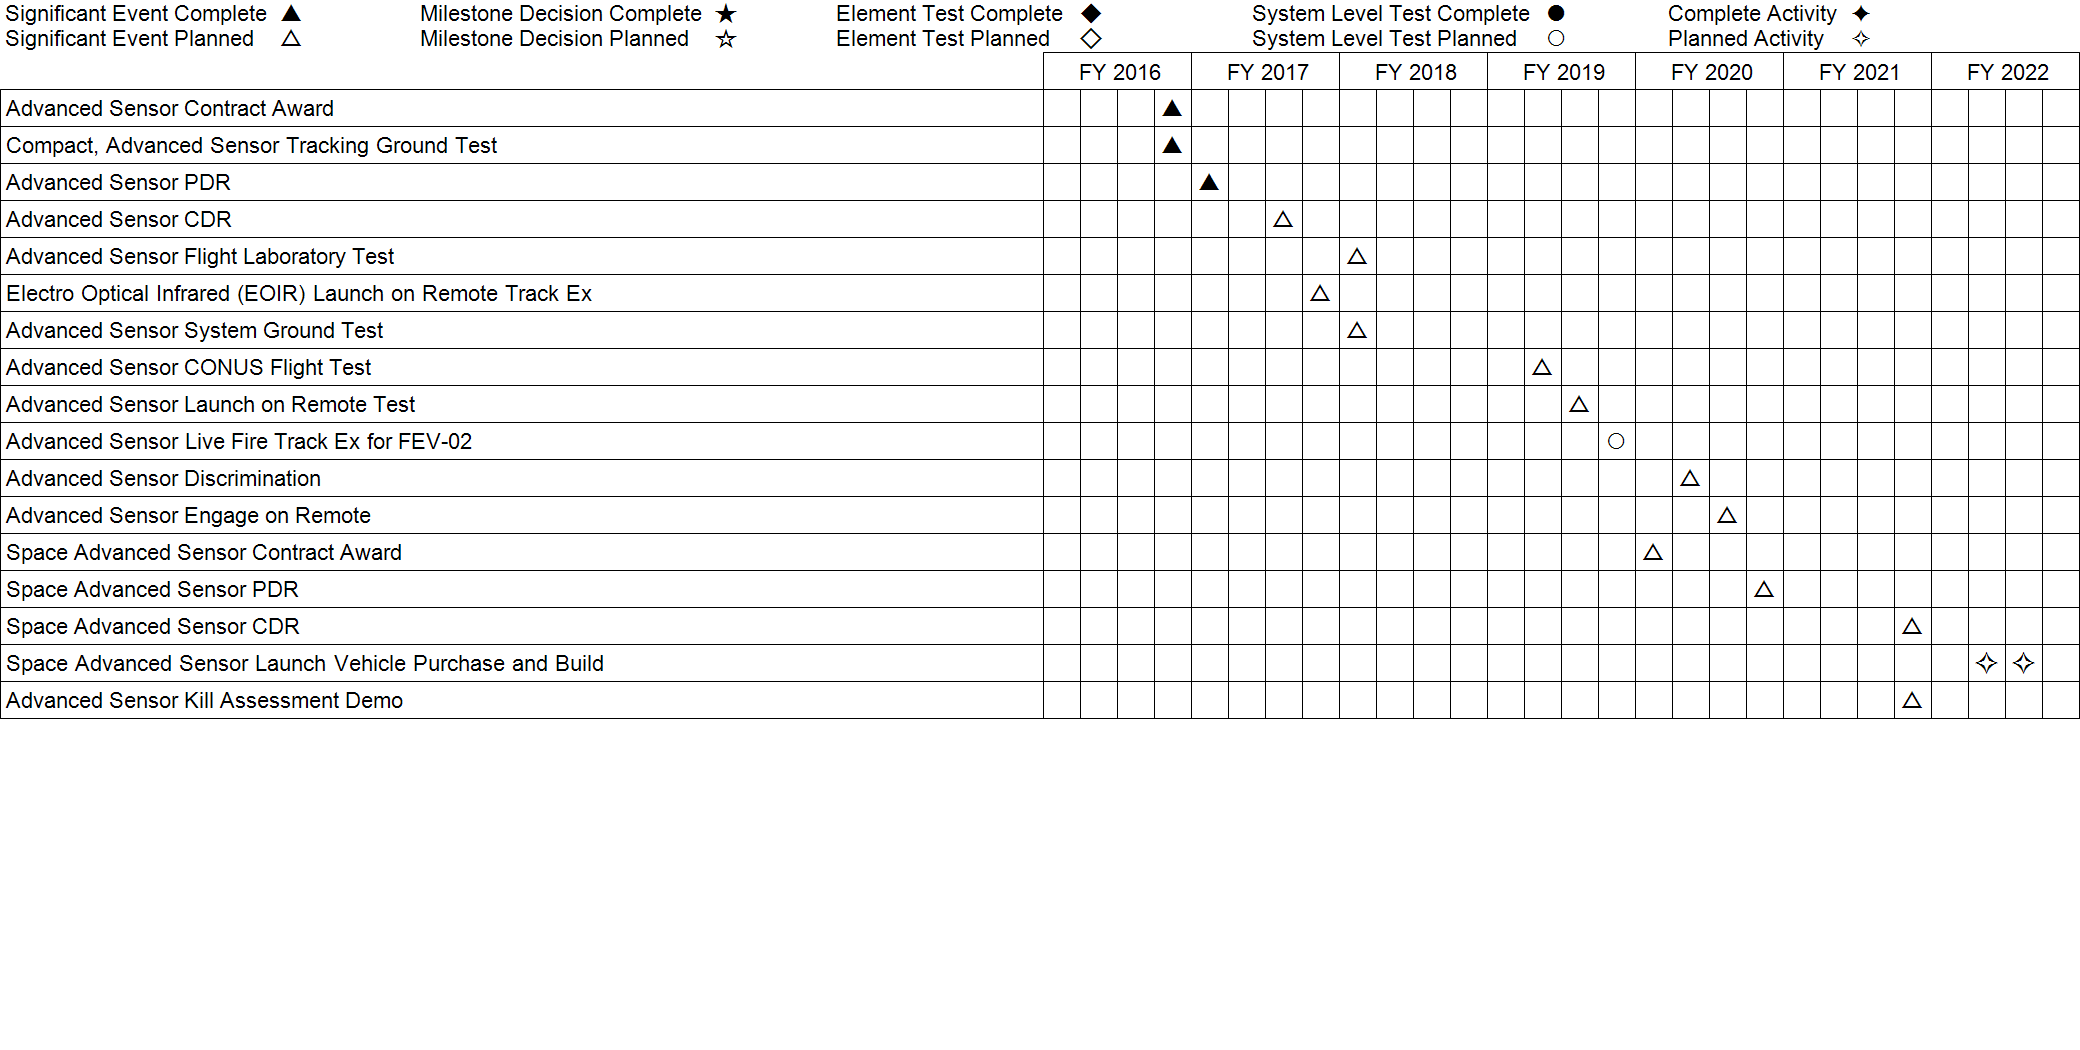 Significant Event Complete ▲ Milestone Decision Complete ★ Element Test Complete ◆ System Level Test Complete ● Complete Activity ✦
Significant Event Planned △ Milestone Decision Planned ☆ Element Test Planned ◇ System Level Test Planned ○ Planned Activity ✧
FY 2016 FY 2017 FY 2018 FY 2019 FY 2020 FY 2021 FY 2022
Advanced Sensor Contract Award ▲
Compact, Advanced Sensor Tracking Ground Test ▲
Advanced Sensor PDR ▲
Advanced Sensor CDR △
Advanced Sensor Flight Laboratory Test △
Electro Optical Infrared (EOIR) Launch on Remote Track Ex △
Advanced Sensor System Ground Test △
Advanced Sensor CONUS Flight Test △
Advanced Sensor Launch on Remote Test △
Advanced Sensor Live Fire Track Ex for FEV-02 ○
Advanced Sensor Discrimination △
Advanced Sensor Engage on Remote △
Space Advanced Sensor Contract Award △
Space Advanced Sensor PDR △
Space Advanced Sensor CDR △
Space Advanced Sensor Launch Vehicle Purchase and Build ✧ ✧
Advanced Sensor Kill Assessment Demo △